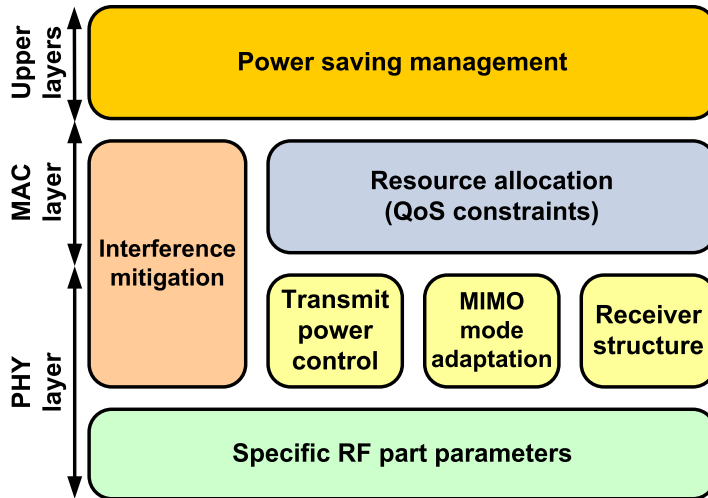 Upper
layers
Power saving management
MAC
layer
Resource allocation
(QoS constraints)
Interference
mitigation
PHY
layer
Transmit
power
control
MIMO
mode
adaptation
Receiver
structure
Specific RF part parameters